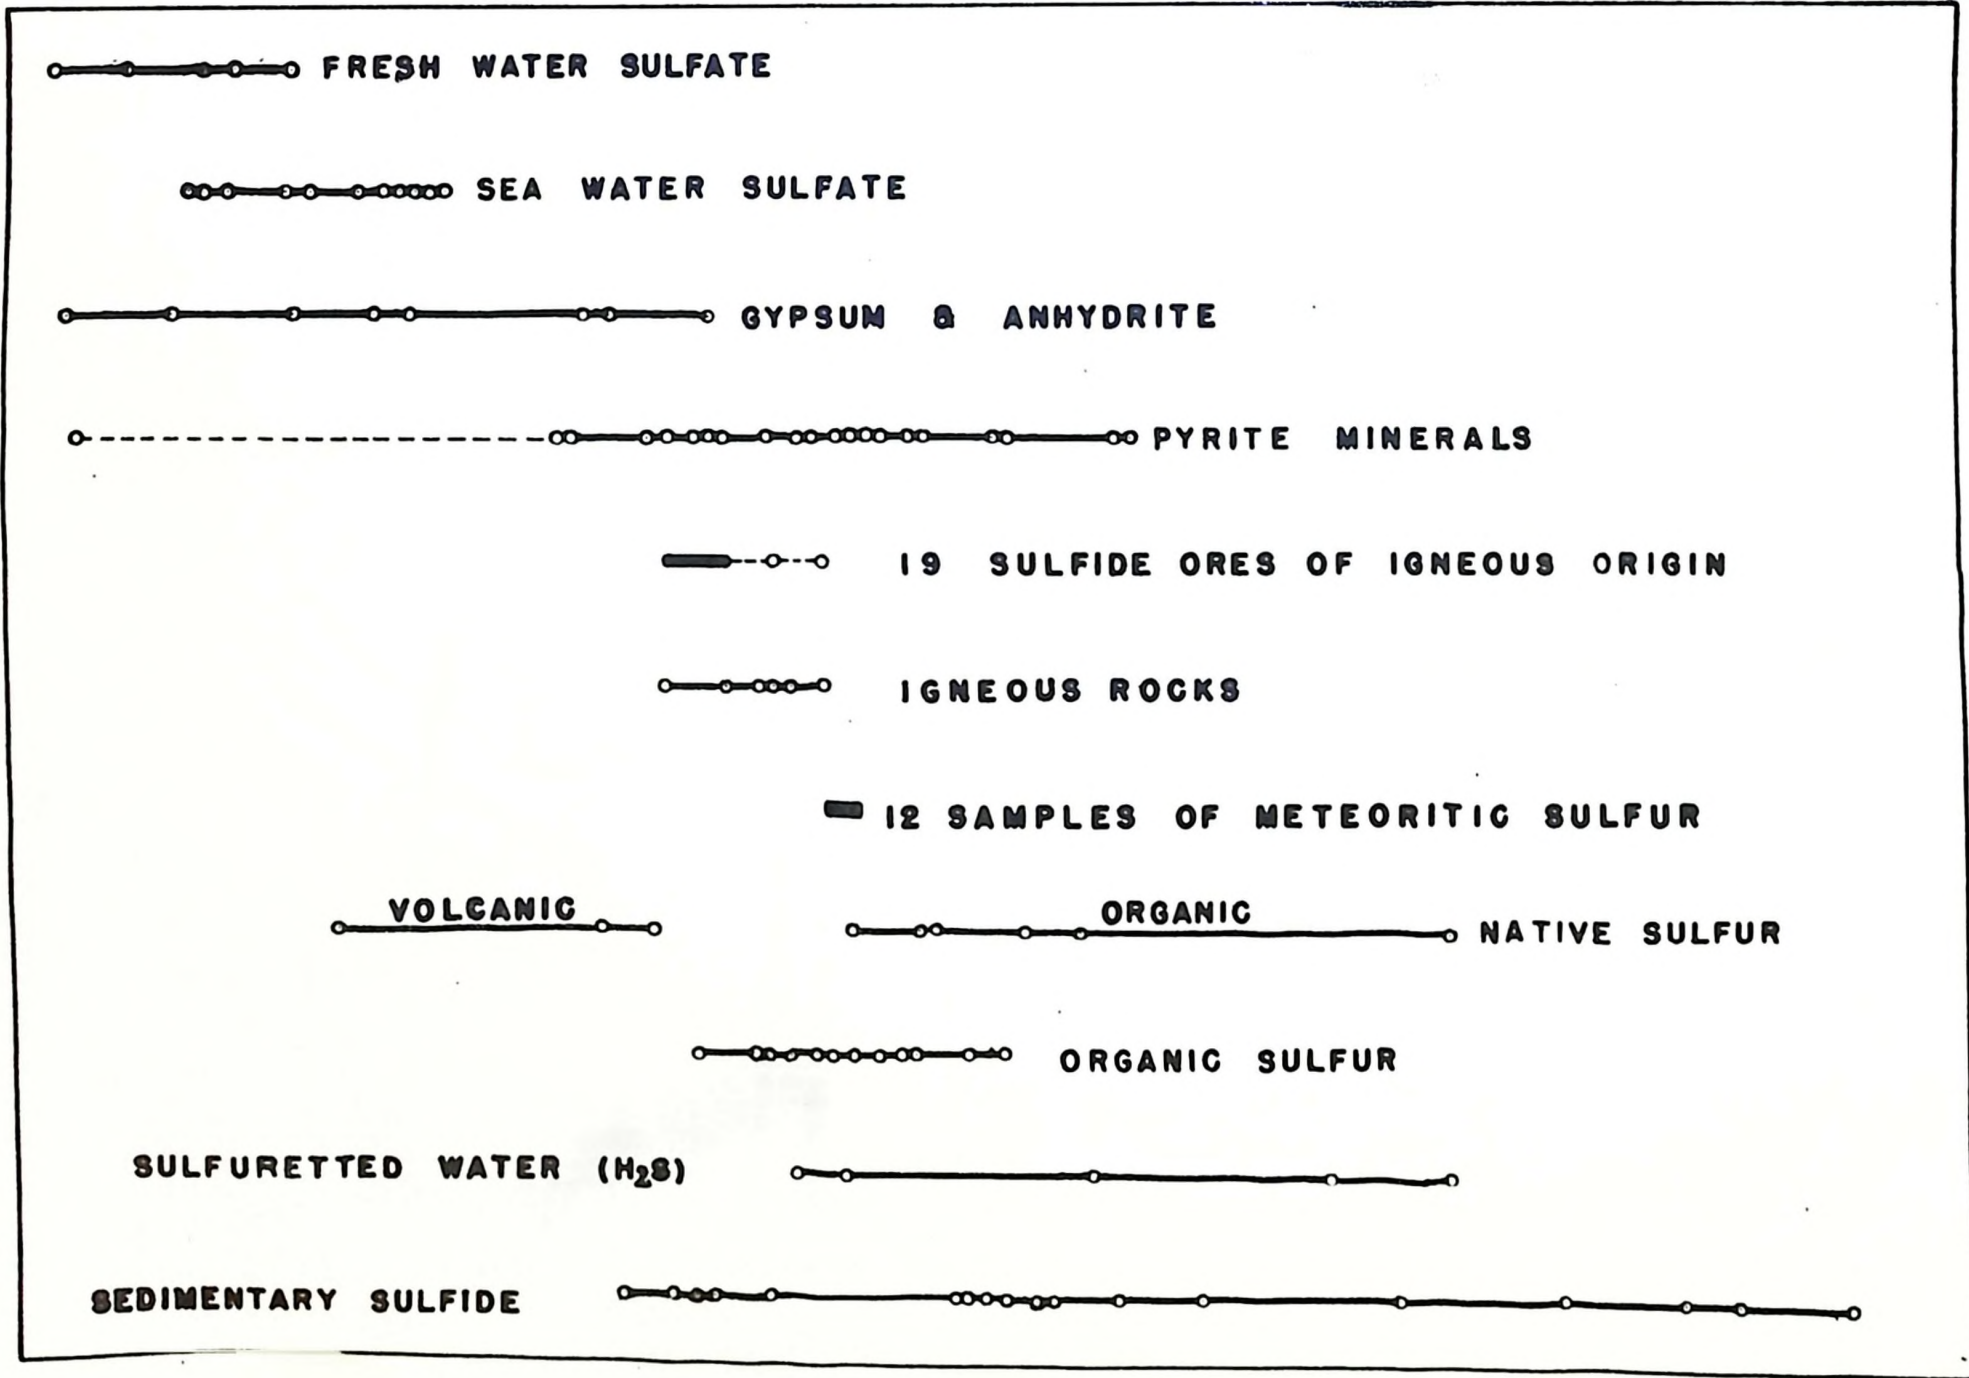 FRESH WATER SULFATE
SEA WATER SULFATE
GYPSUM & ANHYDRITE
PYRITE MINERALS
19 SULFIDE ORES OF IGNEOUS ORIGIN
IGNEOUS ROCKS
12 SAMPLES OF METEORITIC SULFUR
VOLCANIC ORGANIC NATIVE SULFUR
ORGANIC SULFUR
SULFURETTED WATER (H₂S)
SEDIMENTARY SULFIDE